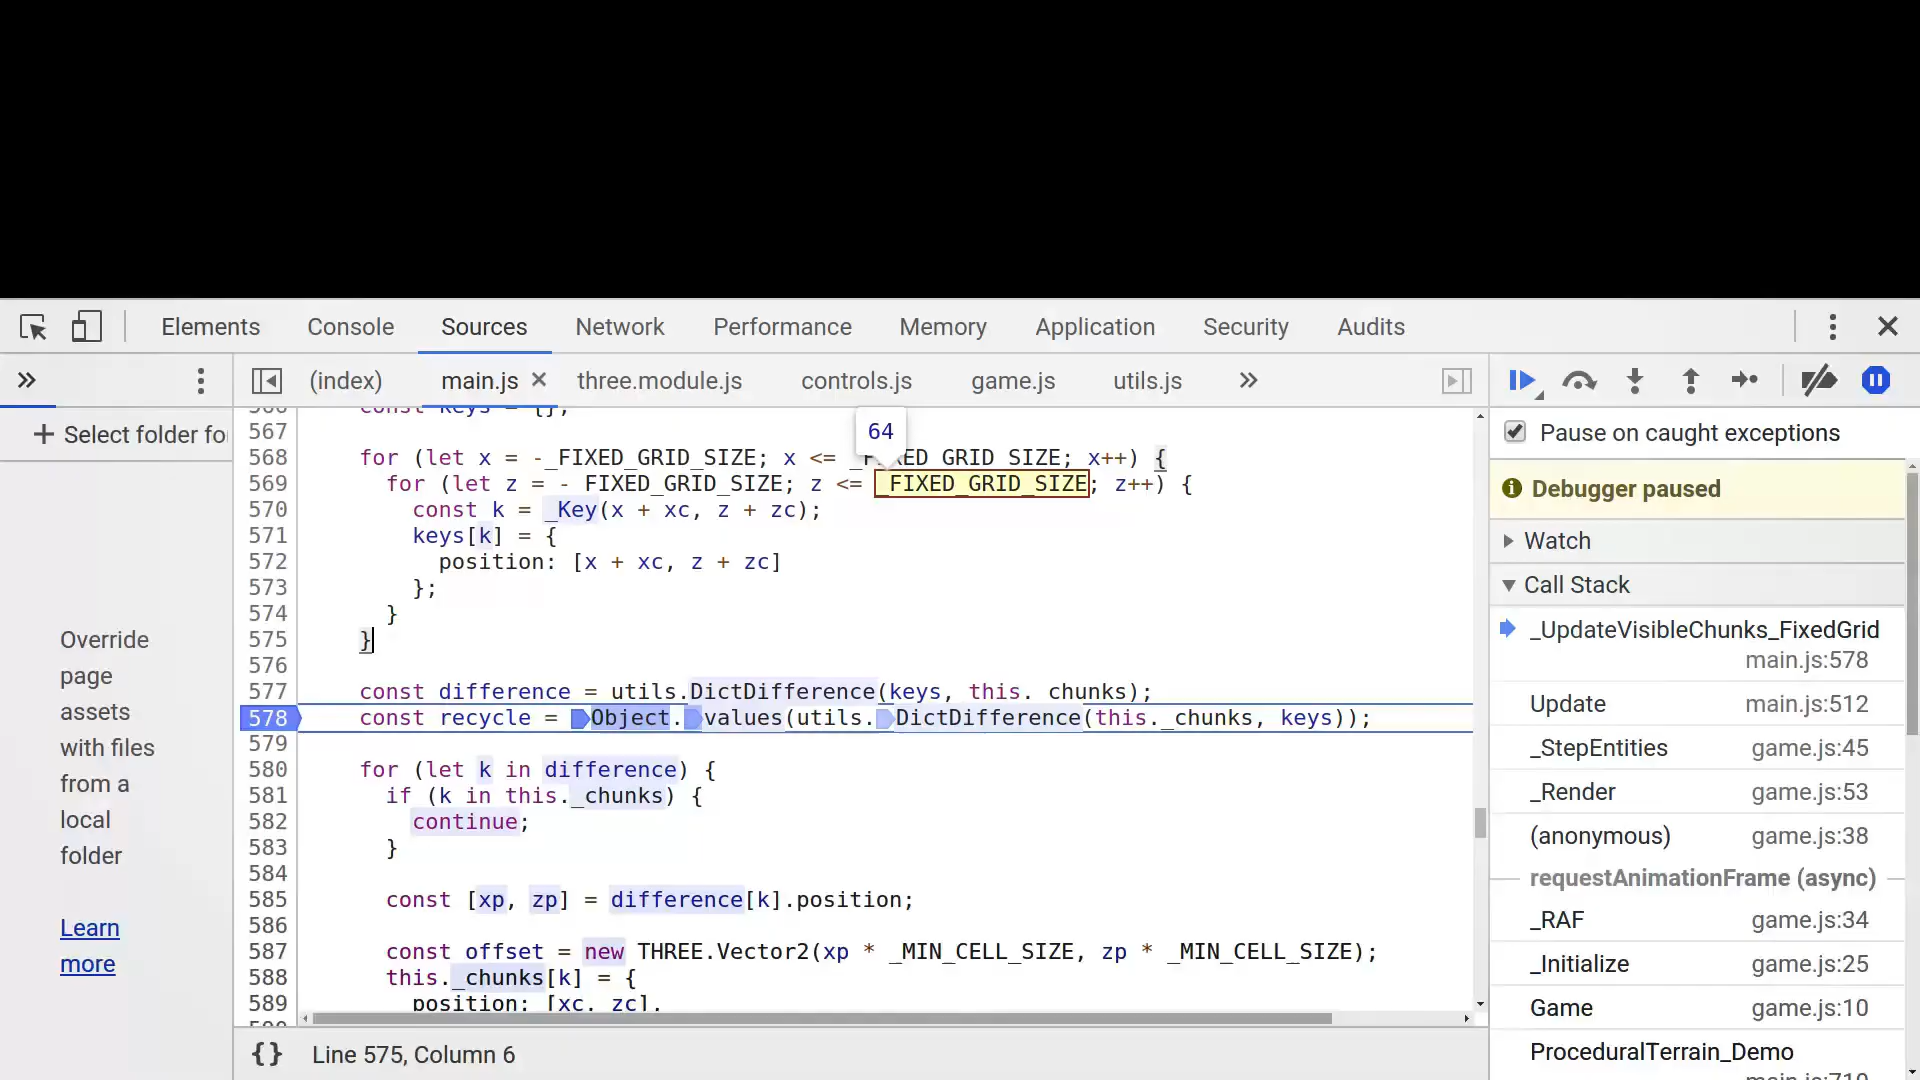 Elements Console Sources Network Performance Memory Application Security Audits
(index) main.js three.module.js controls.js game.js utils.js
Select folder fo
Override
page
assets
with files
from a
local
folder
Learn
more
64
567
568 for (let x = -_FIXED_GRID_SIZE; x <= _FIXED_GRID_SIZE; x++) {
569 for (let z = - FIXED_GRID_SIZE; z <= _FIXED_GRID_SIZE; z++) {
570 const k = _Key(x + xc, z + zc);
571 keys[k] = {
572 position: [x + xc, z + zc]
573 };
574 }
575 }
576
577 const difference = utils.DictDifference(keys, this. chunks);
578 const recycle = Object.values(utils.DictDifference(this._chunks, keys));
579
580 for (let k in difference) {
581 if (k in this._chunks) {
582 continue;
583 }
584
585 const [xp, zp] = difference[k].position;
586
587 const offset = new THREE.Vector2(xp * _MIN_CELL_SIZE, zp * _MIN_CELL_SIZE);
588 this._chunks[k] = {
589 position: [xc, zc],
{} Line 575, Column 6
Pause on caught exceptions
Debugger paused
Watch
Call Stack
_UpdateVisibleChunks_FixedGrid
main.js:578
Update main.js:512
_StepEntities game.js:45
_Render game.js:53
(anonymous) game.js:38
requestAnimationFrame (async)
_RAF game.js:34
_Initialize game.js:25
Game game.js:10
ProceduralTerrain_Demo